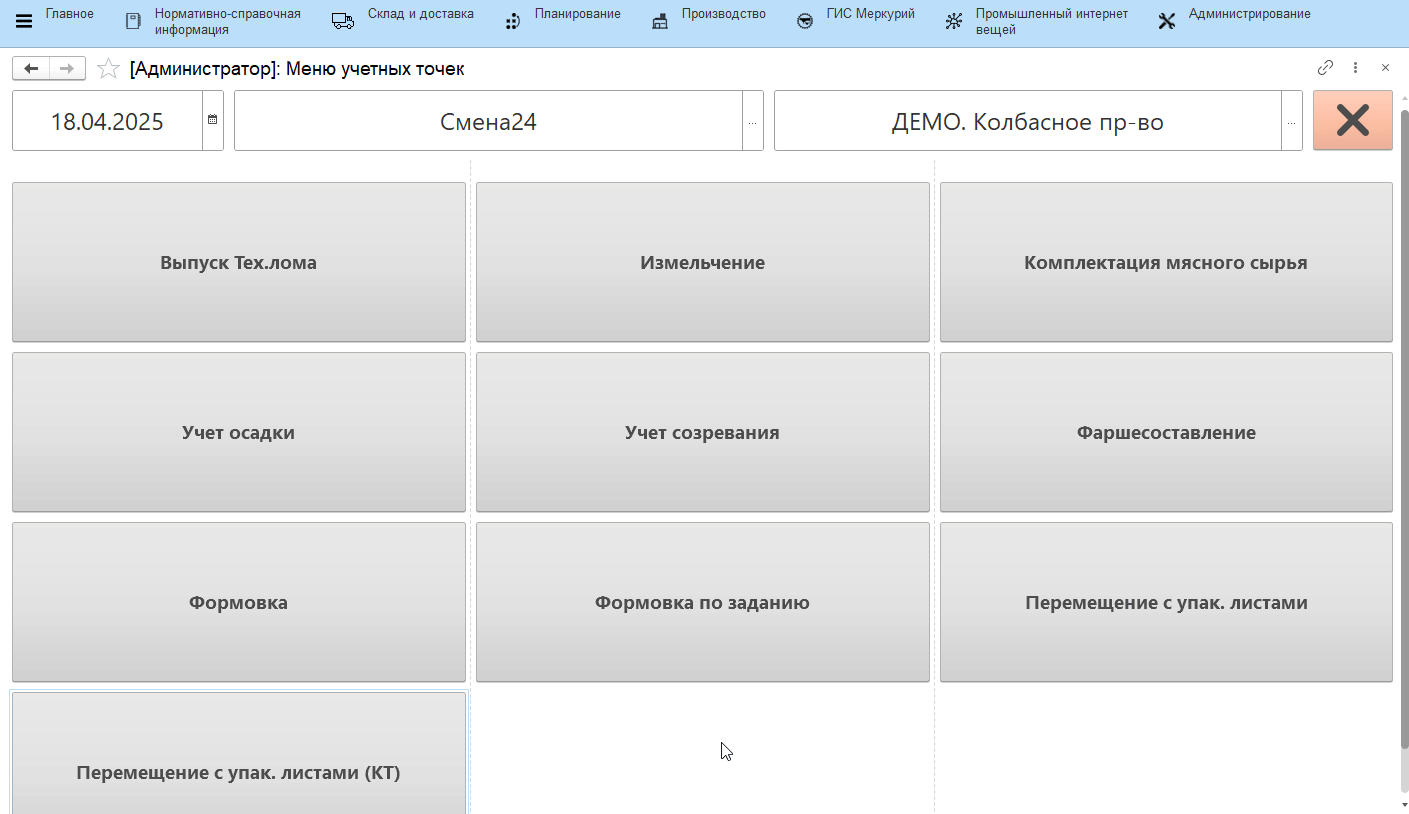 Главное
Нормативно-справочная
информация
Склад и доставка
Планирование
Производство
ГИС Меркурий
Промышленный интернет
вещей
Администрирование
[Администратор]: Меню учетных точек
18.04.2025
Смена24
...
ДЕМО. Колбасное пр-во
...
Выпуск Тех.лома
Измельчение
Комплектация мясного сырья
Учет осадки
Учет созревания
Фаршесоставление
Формовка
Формовка по заданию
Перемещение с упак. листами
Перемещение с упак. листами (КТ)